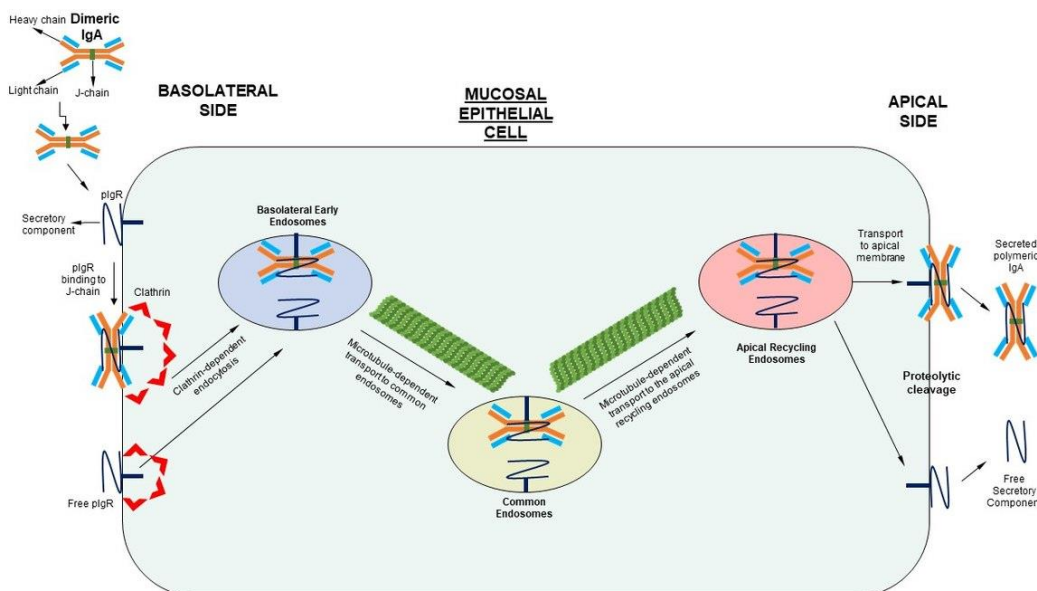 Heavy chain
Dimeric
IgA
Light chain
J-chain
BASOLATERAL
SIDE
MUCOSAL
EPITHELIAL
CELL
APICAL
SIDE
pIgR
Secretory
component
pIgR
binding to
J-chain
Clathrin
Clathrin-dependent
endocytosis
Free pIgR
Basolateral Early
Endosomes
Microtubule-dependent
transport to common
endosomes
Common
Endosomes
Microtubule-dependent
transport to the apical
recycling endosomes
Apical Recycling
Endosomes
Transport
to apical
membrane
Secreted
polymeric
IgA
Proteolytic
cleavage
Free
Secretory
Component